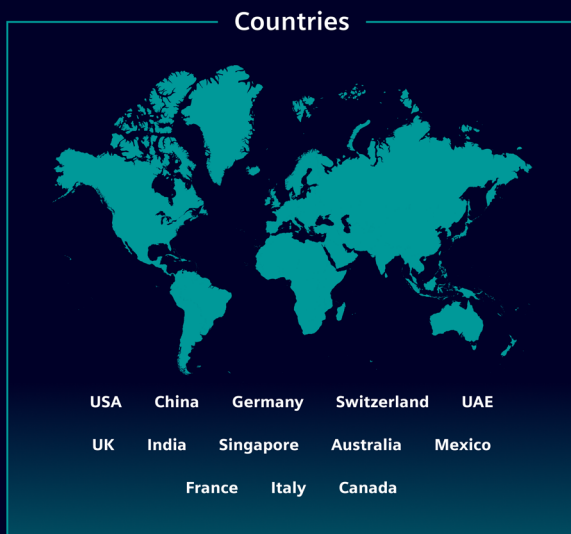 Countries
USA China Germany Switzerland UAE
UK India Singapore Australia Mexico
France Italy Canada